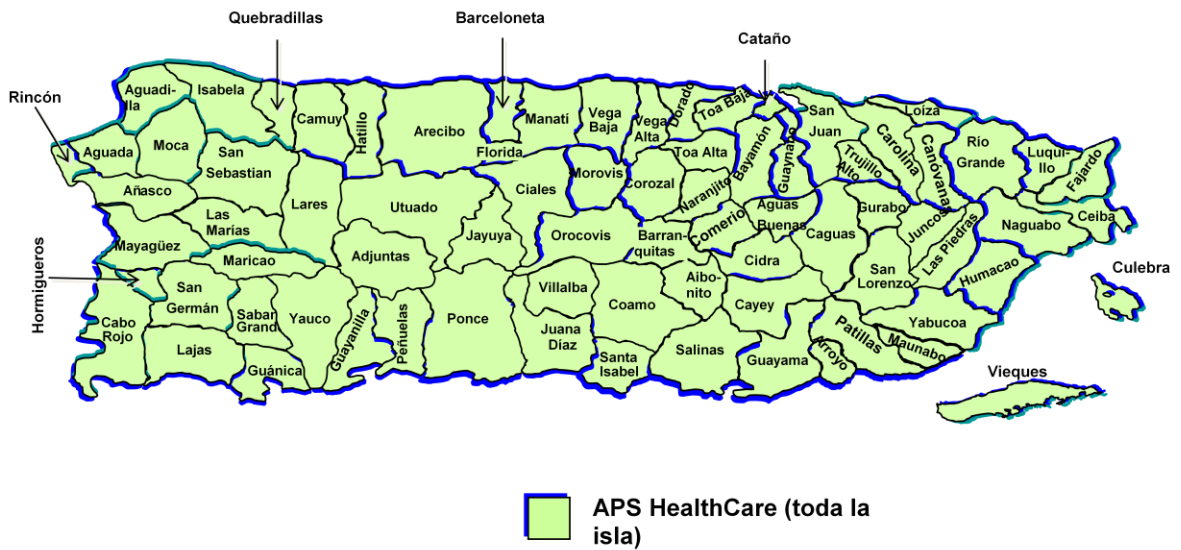 Quebradillas
Barceloneta
Cataño
Rincón
Aguadi-
lla
Isabela
Camuy
Hatillo
Arecibo
Manatí
Vega
Baja
Vega
Alta
Dorado
Toa Baja
San
Juan
Loiza
Carolina
Canovanas
Río
Grande
Luqui-
llo
Fajardo
Aguada
Moca
San
Sebastian
Florida
Ciales
Morovis
Corozal
Toa Alta
Naranjito
Bayamón
Guaynabo
Trujillo
Alto
Añasco
Las
Marías
Lares
Utuado
Jayuya
Orocovis
Barran-
quitas
Comerio
Aguas
Buenas
Caguas
Gurabo
Juncos
Las Piedras
Naguabo
Ceiba
Culebra
Hormigueros
Mayagüez
Maricao
Adjuntas
Villalba
Coamo
Aibo-
nito
Cidra
Cayey
San
Lorenzo
Humacao
San
Germán
Cabo
Rojo
Lajas
Saban
Grand
Yauco
Guánica
Guayanilla
Peñuelas
Ponce
Juana
Díaz
Santa
Isabel
Salinas
Guayama
Arroyo
Patillas
Maunabo
Yabucoa
Vieques
APS HealthCare (toda la
isla)